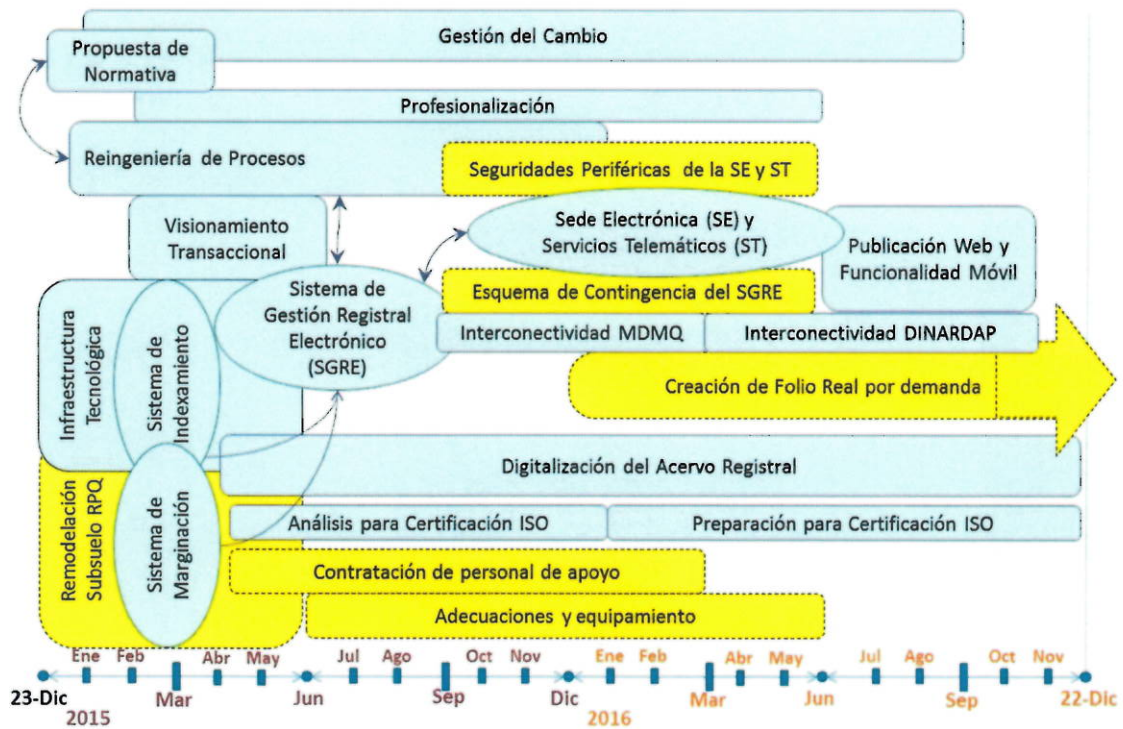 Gestión del Cambio
Propuesta de
Normativa
Profesionalización
Reingeniería de Procesos
Seguridades Periféricas de la SE y ST
Visionamiento
Transaccional
Sede Electrónica (SE) y
Servicios Telemáticos (ST)
Publicación Web y
Funcionalidad Móvil
Sistema de
Gestión Registral
Electrónico
(SGRE)
Esquema de Contingencia del SGRE
Interconectividad MDMQ
Interconectividad DINARDAP
Infraestructura
Tecnológica
Sistema de
Indexamiento
Creación de Folio Real por demanda
Digitalización del Acervo Registral
Remodelación
Subsuelo RPQ
Sistema de
Marginación
Análisis para Certificación ISO
Preparación para Certificación ISO
Contratación de personal de apoyo
Adecuaciones y equipamiento
Ene Feb Abr May Jul Ago Oct Nov Ene Feb Abr May Jul Ago Oct Nov
23-Dic Mar Jun Sep Dic Mar Jun Sep 22-Dic
2015 2016